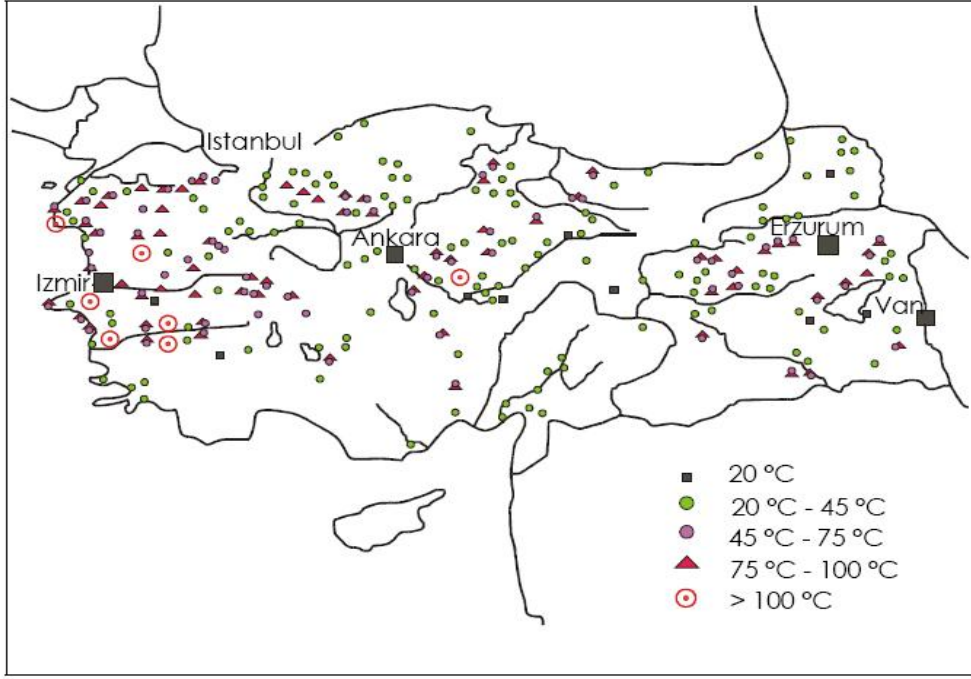 Istanbul
Ankara
Erzurum
Izmir
Van
20 °C
20 °C - 45 °C
45 °C - 75 °C
75 °C - 100 °C
> 100 °C